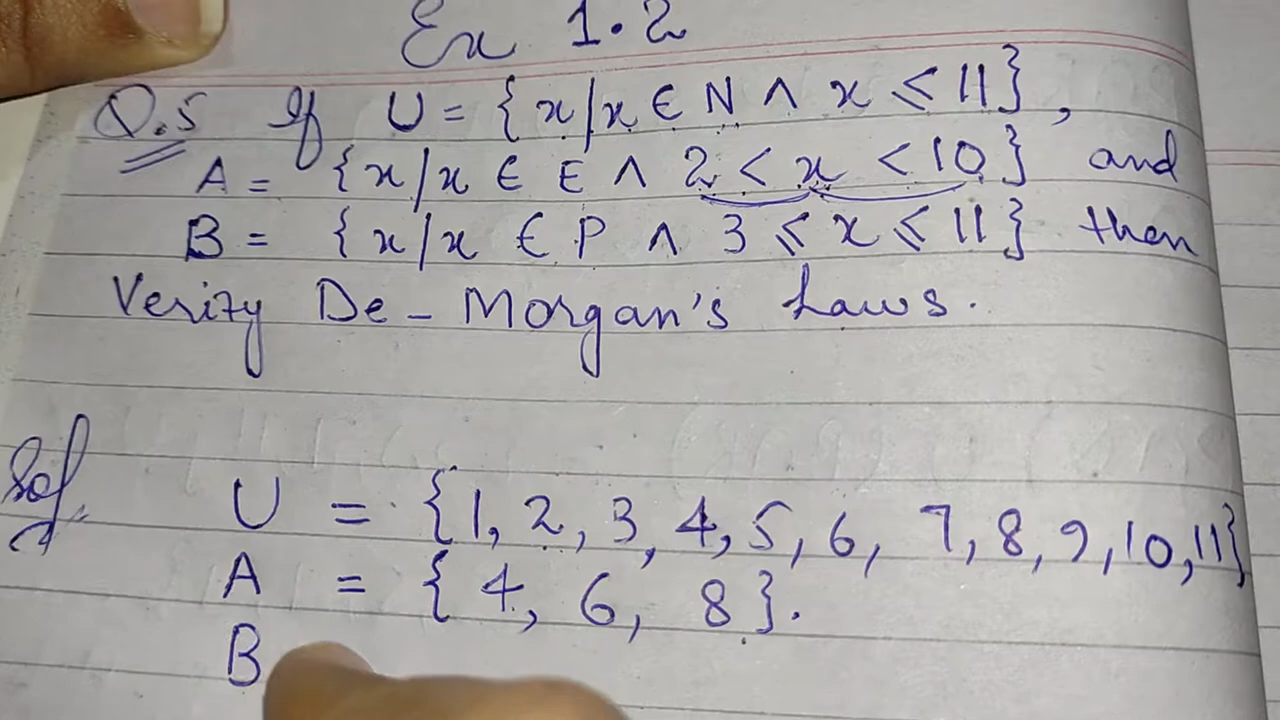 Ex 1.2
Q.5 If U = {x/x ∈ N ∧ x ≤ 11},
A = {x/x ∈ E ∧ 2 < x < 10} and
B = {x/x ∈ P ∧ 3 ≤ x ≤ 11} then
Verify De-Morgan's Laws.
Sol.
U = {1, 2, 3, 4, 5, 6, 7, 8, 9, 10, 11}
A = {4, 6, 8}.
B